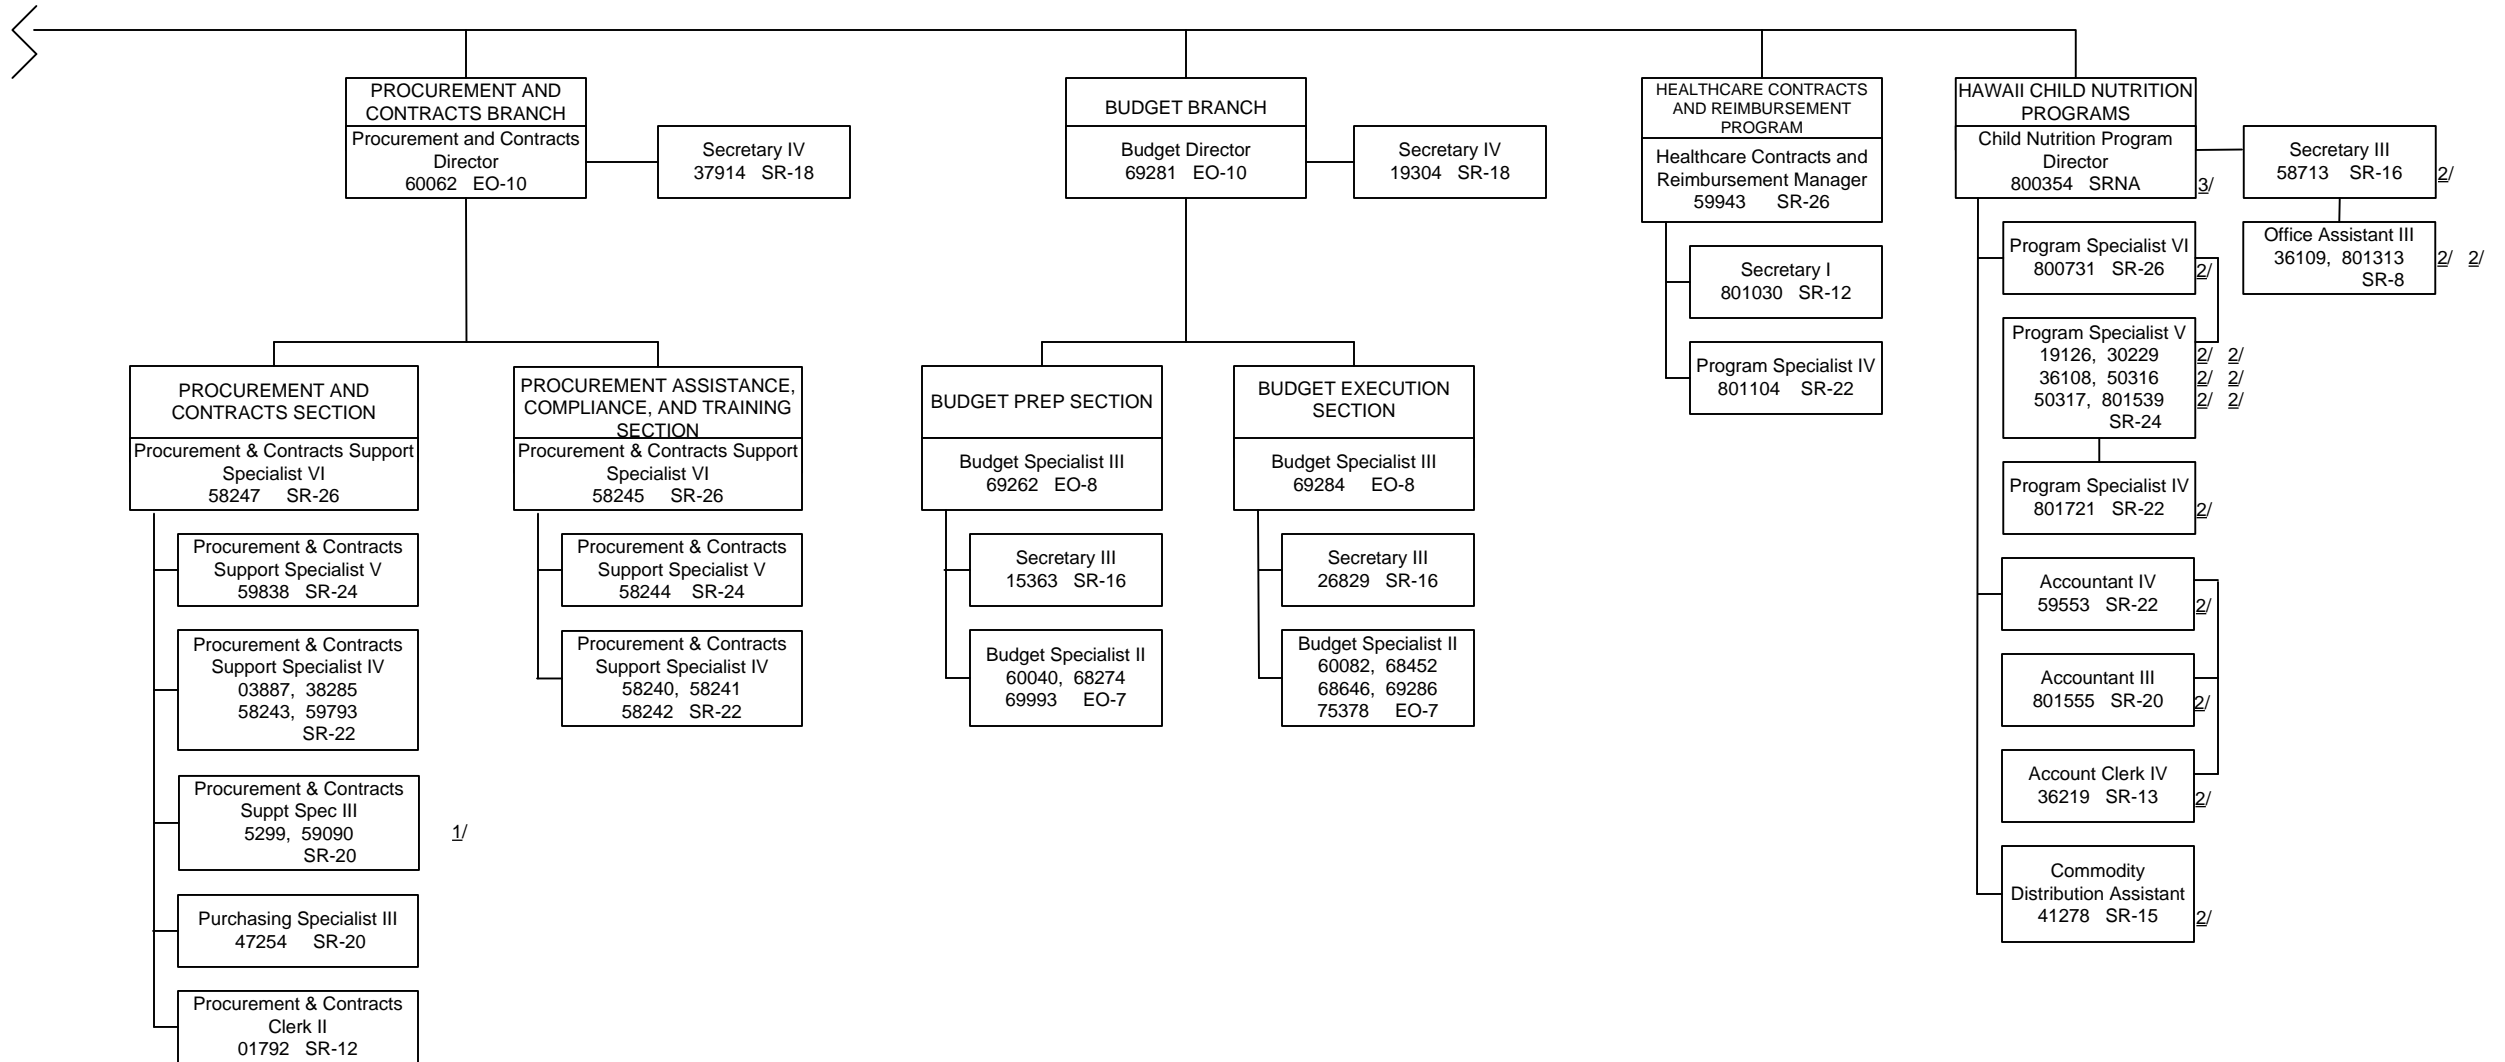 PROCUREMENT AND
CONTRACTS BRANCH
Procurement and Contracts
Director
60062 EO-10
Secretary IV
37914 SR-18
PROCUREMENT AND
CONTRACTS SECTION
Procurement & Contracts Support
Specialist VI
58247 SR-26
Procurement & Contracts
Support Specialist V
59838 SR-24
Procurement & Contracts
Support Specialist IV
03887, 38285
58243, 59793
SR-22
Procurement & Contracts
Suppt Spec III
5299, 59090
SR-20
1/
Purchasing Specialist III
47254 SR-20
Procurement & Contracts
Clerk II
01792 SR-12
PROCUREMENT ASSISTANCE,
COMPLIANCE, AND TRAINING
SECTION
Procurement & Contracts Support
Specialist VI
58245 SR-26
Procurement & Contracts
Support Specialist V
58244 SR-24
Procurement & Contracts
Support Specialist IV
58240, 58241
58242 SR-22
BUDGET BRANCH
Budget Director
69281 EO-10
Secretary IV
19304 SR-18
BUDGET PREP SECTION
Budget Specialist III
69262 EO-8
Secretary III
15363 SR-16
Budget Specialist II
60040, 68274
69993 EO-7
BUDGET EXECUTION
SECTION
Budget Specialist III
69284 EO-8
Secretary III
26829 SR-16
Budget Specialist II
60082, 68452
68646, 69286
75378 EO-7
HEALTHCARE CONTRACTS
AND REIMBURSEMENT
PROGRAM
Healthcare Contracts and
Reimbursement Manager
59943 SR-26
Secretary I
801030 SR-12
Program Specialist IV
801104 SR-22
HAWAII CHILD NUTRITION
PROGRAMS
Child Nutrition Program
Director
800354 SRNA 3/
Secretary III
58713 SR-16 2/
Office Assistant III
36109, 801313 2/ 2/
SR-8
Program Specialist VI
800731 SR-26 2/
Program Specialist V
19126, 30229 2/ 2/
36108, 50316 2/ 2/
50317, 801539 2/ 2/
SR-24
Program Specialist IV
801721 SR-22 2/
Accountant IV
59553 SR-22 2/
Accountant III
801555 SR-20 2/
Account Clerk IV
36219 SR-13 2/
Commodity
Distribution Assistant
41278 SR-15 2/